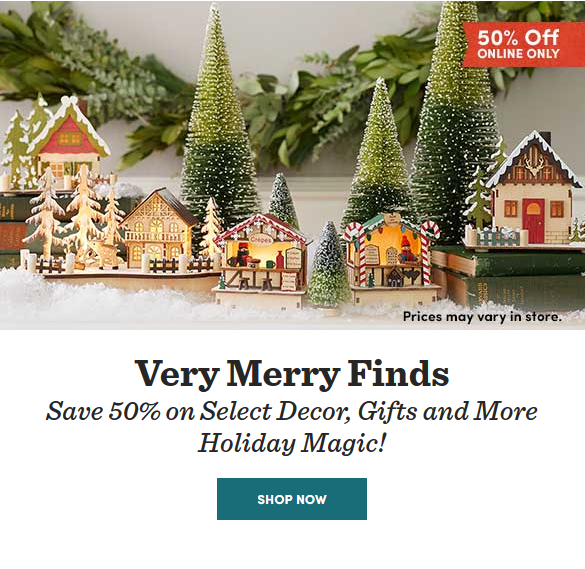 50% Off
ONLINE ONLY
Crepes
Prices may vary in store.
Very Merry Finds
Save 50% on Select Decor, Gifts and More
Holiday Magic!
SHOP NOW